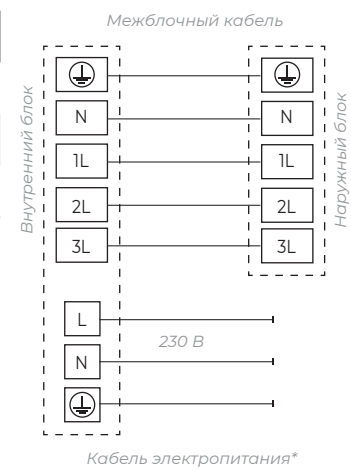 Межблочный кабель
Внутренний блок
Наружный блок
N N
1L 1L
2L 2L
3L 3L
L
230 В
N
Кабель электропитания*